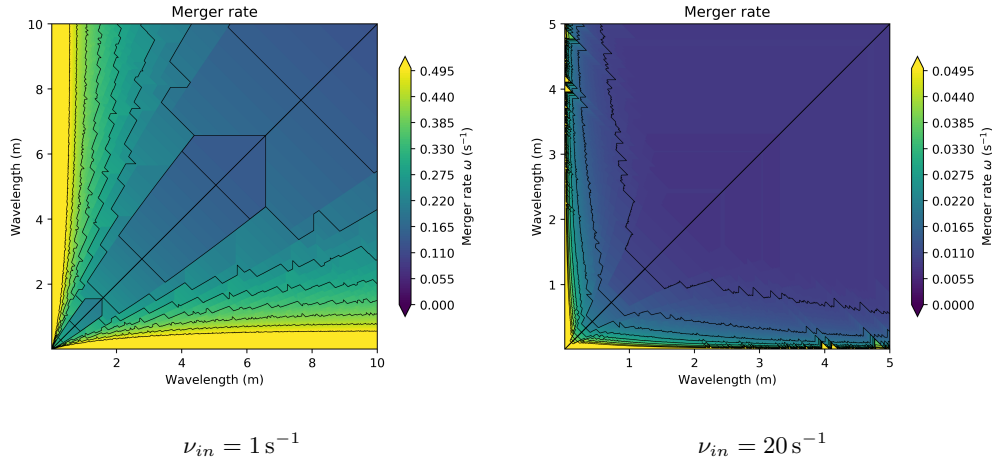 Merger rate
10
8
6
4
2
2 4 6 8 10
Wavelength (m)
Wavelength (m)
0.495
0.440
0.385
0.330
0.275
0.220
0.165
0.110
0.055
0.000
Merger rate ω (s⁻¹)
Merger rate
5
4
3
2
1
1 2 3 4 5
Wavelength (m)
Wavelength (m)
0.0495
0.0440
0.0385
0.0330
0.0275
0.0220
0.0165
0.0110
0.0055
0.0000
Merger rate ω (s⁻¹)
ν_{in} = 1 s⁻¹
ν_{in} = 20 s⁻¹